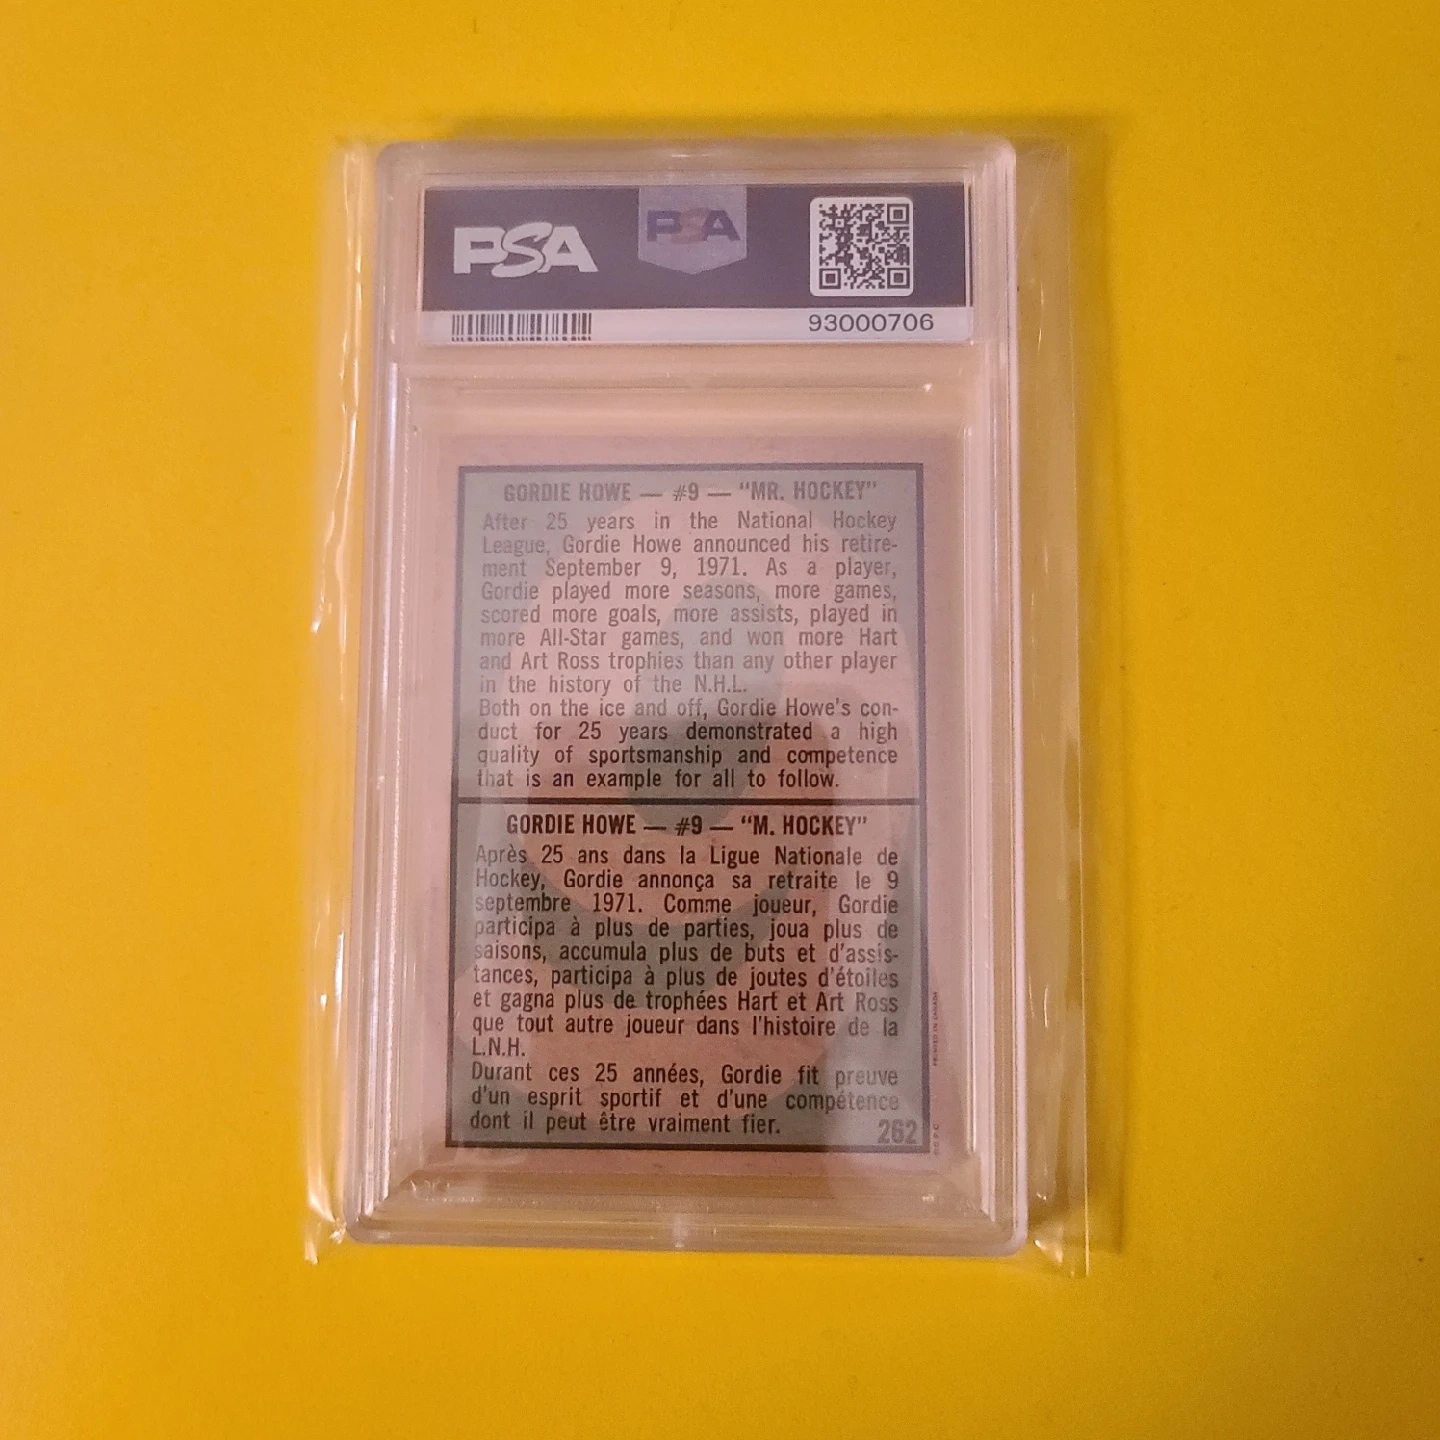 PSA
PSA
93000706
GORDIE HOWE — #9 — "MR. HOCKEY"
After 25 years in the National Hockey
League, Gordie Howe announced his retire-
ment September 9, 1971. As a player,
Gordie played more seasons, more games,
scored more goals, more assists, played in
more All-Star games, and won more Hart
and Art Ross trophies than any other player
in the history of the N.H.L.
Both on the ice and off, Gordie Howe's con-
duct for 25 years demonstrated a high
quality of sportsmanship and competence
that is an example for all to follow.
GORDIE HOWE — #9 — "M. HOCKEY"
Après 25 ans dans la Ligue Nationale de
Hockey, Gordie annonça sa retraite le 9
septembre 1971. Comme joueur, Gordie
participa à plus de parties, joua plus de
saisons, accumula plus de buts et d'assis-
tances, participa à plus de joutes d'étoiles
et gagna plus de trophées Hart et Art Ross
que tout autre joueur dans l'histoire de la
L.N.H.
Durant ces 25 années, Gordie fit preuve
d'un esprit sportif et d'une compétence
dont il peut être vraiment fier.
262
O.P.C.
PRINTED IN CANADA